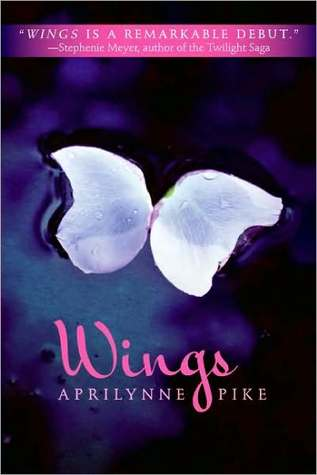 “WINGS IS A REMARKABLE DEBUT.”
—Stephenie Meyer, author of the Twilight Saga
Wings
APRILYNNE PIKE